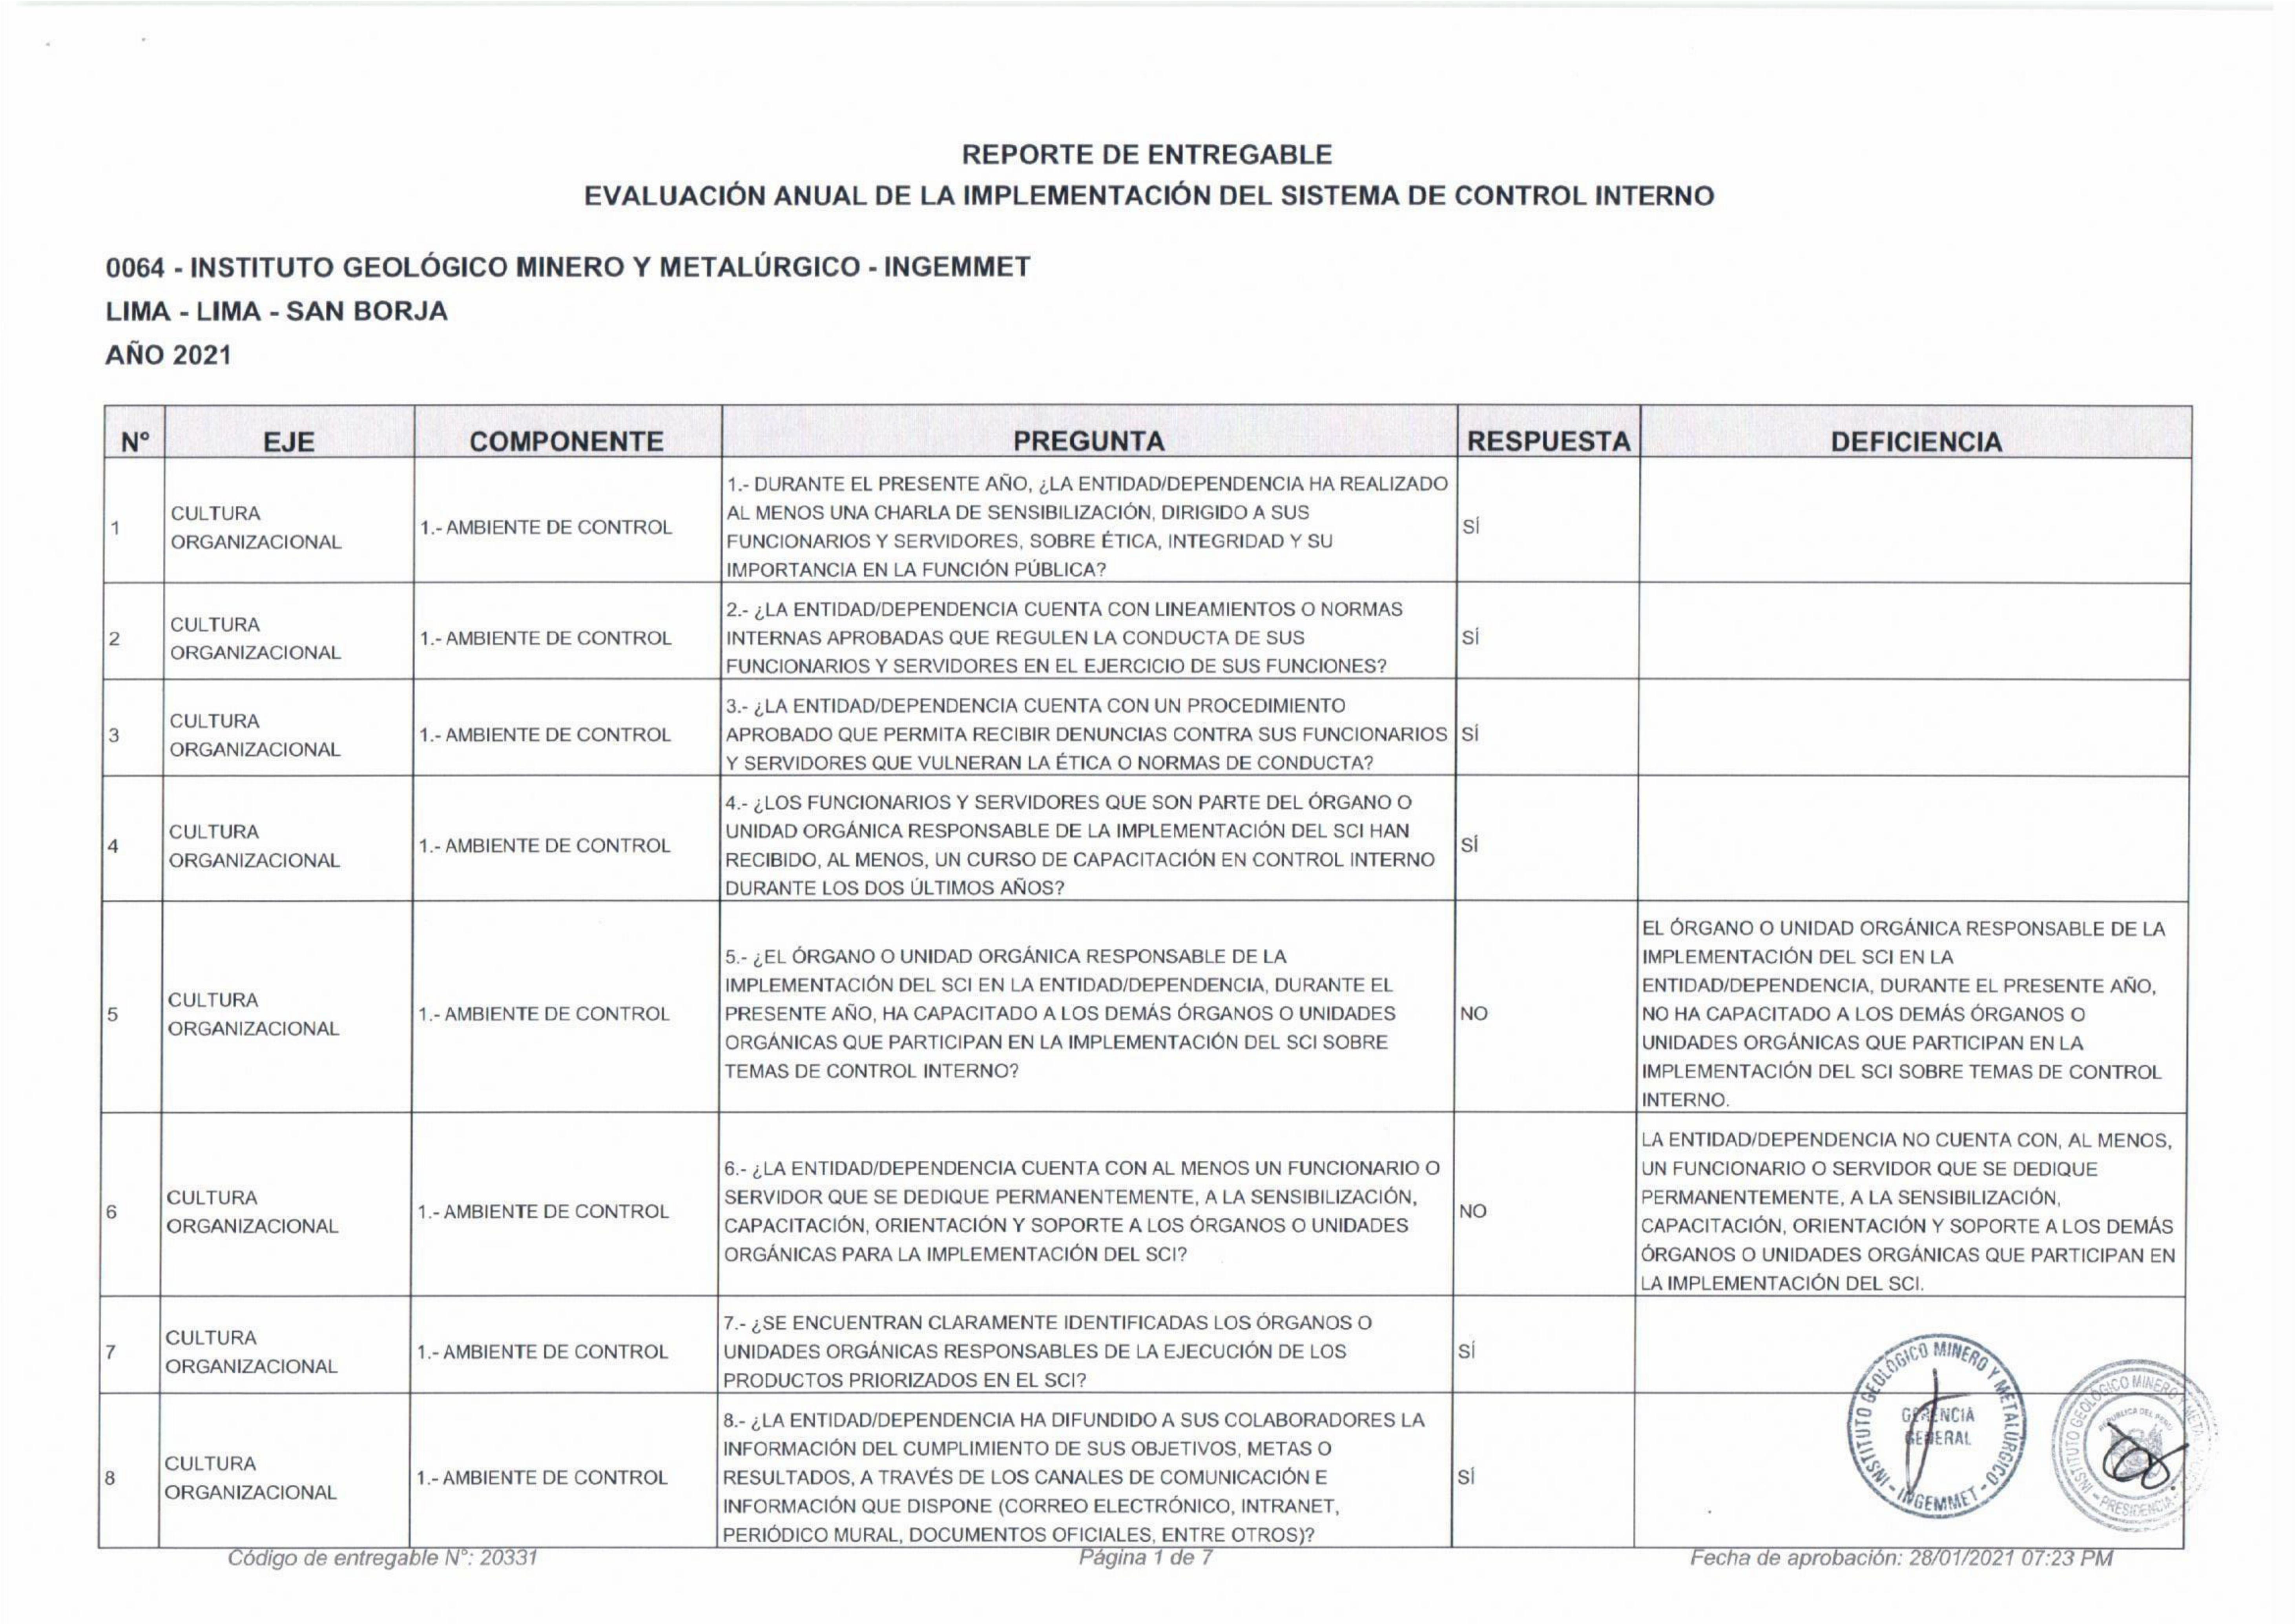 REPORTE DE ENTREGABLE
EVALUACIÓN ANUAL DE LA IMPLEMENTACIÓN DEL SISTEMA DE CONTROL INTERNO
0064 - INSTITUTO GEOLÓGICO MINERO Y METALÚRGICO - INGEMMET
LIMA - LIMA - SAN BORJA
AÑO 2021
N° EJE COMPONENTE PREGUNTA RESPUESTA DEFICIENCIA
1
CULTURA
ORGANIZACIONAL
1.- AMBIENTE DE CONTROL
1.- DURANTE EL PRESENTE AÑO, ¿LA ENTIDAD/DEPENDENCIA HA REALIZADO
AL MENOS UNA CHARLA DE SENSIBILIZACIÓN, DIRIGIDO A SUS
FUNCIONARIOS Y SERVIDORES, SOBRE ÉTICA, INTEGRIDAD Y SU
IMPORTANCIA EN LA FUNCIÓN PÚBLICA?
SÍ
2
CULTURA
ORGANIZACIONAL
1.- AMBIENTE DE CONTROL
2.- ¿LA ENTIDAD/DEPENDENCIA CUENTA CON LINEAMIENTOS O NORMAS
INTERNAS APROBADAS QUE REGULEN LA CONDUCTA DE SUS
FUNCIONARIOS Y SERVIDORES EN EL EJERCICIO DE SUS FUNCIONES?
SÍ
3
CULTURA
ORGANIZACIONAL
1.- AMBIENTE DE CONTROL
3.- ¿LA ENTIDAD/DEPENDENCIA CUENTA CON UN PROCEDIMIENTO
APROBADO QUE PERMITA RECIBIR DENUNCIAS CONTRA SUS FUNCIONARIOS
Y SERVIDORES QUE VULNERAN LA ÉTICA O NORMAS DE CONDUCTA?
SÍ
4
CULTURA
ORGANIZACIONAL
1.- AMBIENTE DE CONTROL
4.- ¿LOS FUNCIONARIOS Y SERVIDORES QUE SON PARTE DEL ÓRGANO O
UNIDAD ORGÁNICA RESPONSABLE DE LA IMPLEMENTACIÓN DEL SCI HAN
RECIBIDO, AL MENOS, UN CURSO DE CAPACITACIÓN EN CONTROL INTERNO
DURANTE LOS DOS ÚLTIMOS AÑOS?
SÍ
5
CULTURA
ORGANIZACIONAL
1.- AMBIENTE DE CONTROL
5.- ¿EL ÓRGANO O UNIDAD ORGÁNICA RESPONSABLE DE LA
IMPLEMENTACIÓN DEL SCI EN LA ENTIDAD/DEPENDENCIA, DURANTE EL
PRESENTE AÑO, HA CAPACITADO A LOS DEMÁS ÓRGANOS O UNIDADES
ORGÁNICAS QUE PARTICIPAN EN LA IMPLEMENTACIÓN DEL SCI SOBRE
TEMAS DE CONTROL INTERNO?
NO
EL ÓRGANO O UNIDAD ORGÁNICA RESPONSABLE DE LA
IMPLEMENTACIÓN DEL SCI EN LA
ENTIDAD/DEPENDENCIA, DURANTE EL PRESENTE AÑO,
NO HA CAPACITADO A LOS DEMÁS ÓRGANOS O
UNIDADES ORGÁNICAS QUE PARTICIPAN EN LA
IMPLEMENTACIÓN DEL SCI SOBRE TEMAS DE CONTROL
INTERNO.
6
CULTURA
ORGANIZACIONAL
1.- AMBIENTE DE CONTROL
6.- ¿LA ENTIDAD/DEPENDENCIA CUENTA CON AL MENOS UN FUNCIONARIO O
SERVIDOR QUE SE DEDIQUE PERMANENTEMENTE, A LA SENSIBILIZACIÓN,
CAPACITACIÓN, ORIENTACIÓN Y SOPORTE A LOS ÓRGANOS O UNIDADES
ORGÁNICAS PARA LA IMPLEMENTACIÓN DEL SCI?
NO
LA ENTIDAD/DEPENDENCIA NO CUENTA CON, AL MENOS,
UN FUNCIONARIO O SERVIDOR QUE SE DEDIQUE
PERMANENTEMENTE, A LA SENSIBILIZACIÓN,
CAPACITACIÓN, ORIENTACIÓN Y SOPORTE A LOS DEMÁS
ÓRGANOS O UNIDADES ORGÁNICAS QUE PARTICIPAN EN
LA IMPLEMENTACIÓN DEL SCI.
7
CULTURA
ORGANIZACIONAL
1.- AMBIENTE DE CONTROL
7.- ¿SE ENCUENTRAN CLARAMENTE IDENTIFICADAS LOS ÓRGANOS O
UNIDADES ORGÁNICAS RESPONSABLES DE LA EJECUCIÓN DE LOS
PRODUCTOS PRIORIZADOS EN EL SCI?
SÍ
8
CULTURA
ORGANIZACIONAL
1.- AMBIENTE DE CONTROL
8.- ¿LA ENTIDAD/DEPENDENCIA HA DIFUNDIDO A SUS COLABORADORES LA
INFORMACIÓN DEL CUMPLIMIENTO DE SUS OBJETIVOS, METAS O
RESULTADOS, A TRAVÉS DE LOS CANALES DE COMUNICACIÓN E
INFORMACIÓN QUE DISPONE (CORREO ELECTRÓNICO, INTRANET,
PERIÓDICO MURAL, DOCUMENTOS OFICIALES, ENTRE OTROS)?
SÍ
INSTITUTO GEOLÓGICO MINERO Y METALÚRGICO - INGEMMET -
GERENCIA
GENERAL
INSTITUTO GEOLÓGICO MINERO Y
REPÚBLICA DEL PERÚ
- PRESIDENCIA -
Código de entregable N°: 20331 Página 1 de 7 Fecha de aprobación: 28/01/2021 07:23 PM